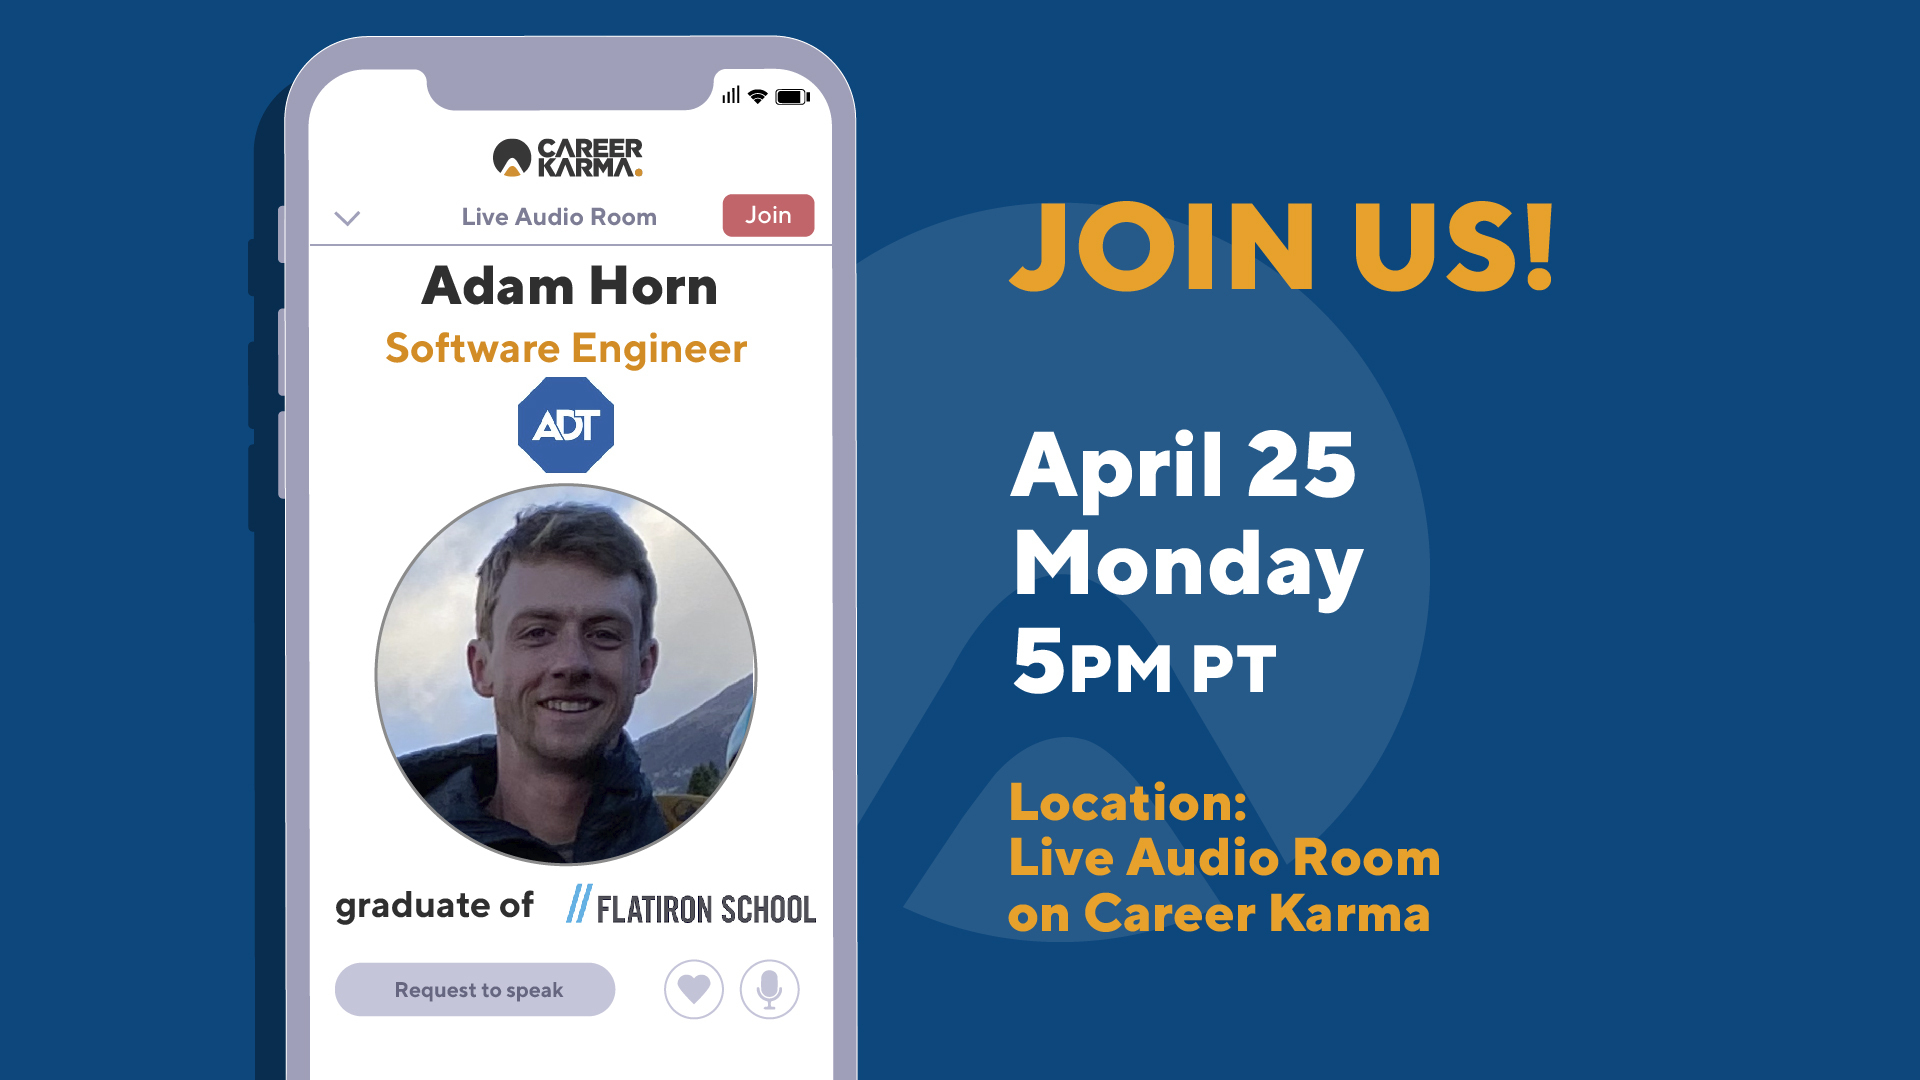 CAREER
KARMA.
Live Audio Room
Join
Adam Horn
Software Engineer
ADT
graduate of
// FLATIRON SCHOOL
Request to speak
JOIN US!
April 25
Monday
5PM PT
Location:
Live Audio Room
on Career Karma